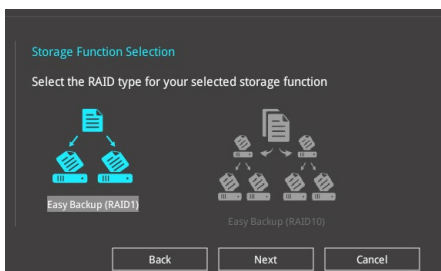 Storage Function Selection
Select the RAID type for your selected storage function
Easy Backup (RAID1)
Easy Backup (RAID10)
Back
Next
Cancel